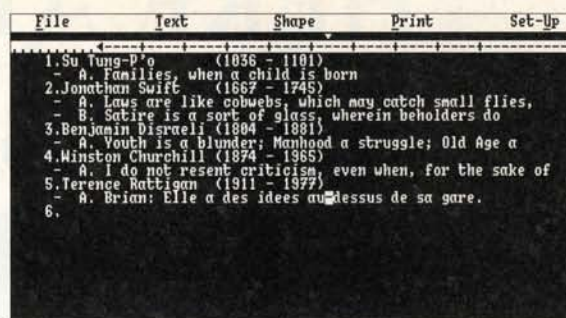 File Text Shape Print Set-Up
1.Su Tung-P'o (1036 - 1101)
- A. Families, when a child is born
2.Jonathan Swift (1667 - 1745)
- A. Laws are like cobwebs, which may catch small flies,
- B. Satire is a sort of glass, wherein beholders do
3.Benjamin Disraeli (1804 - 1881)
- A. Youth is a blunder; Manhood a struggle; Old Age a
4.Winston Churchill (1874 - 1965)
- A. I do not resent criticism, even when, for the sake of
5.Terence Rattigan (1911 - 1977)
- A. Brian: Elle a des idees au-dessus de sa gare.
6.